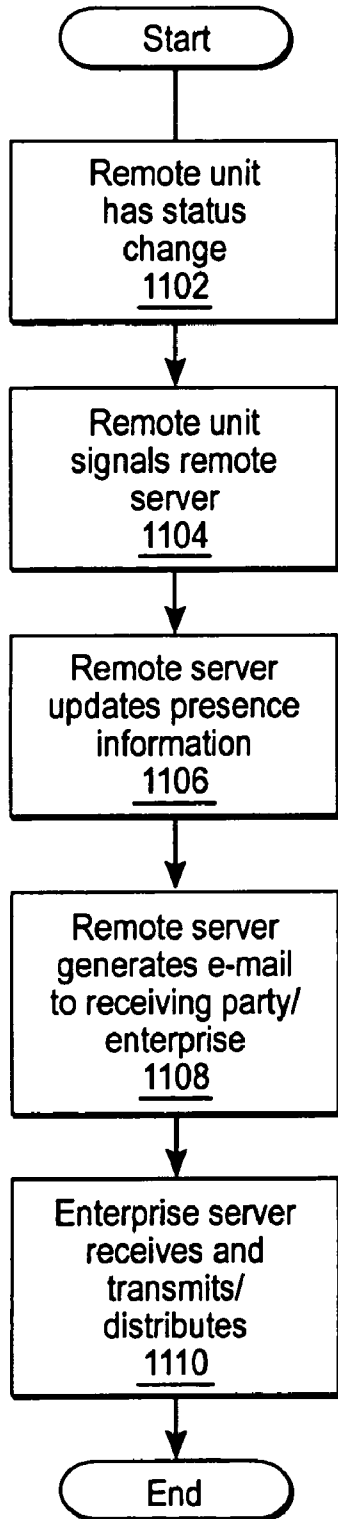 Start
Remote unit
has status
change
1102
Remote unit
signals remote
server
1104
Remote server
updates presence
information
1106
Remote server
generates e-mail
to receiving party/
enterprise
1108
Enterprise server
receives and
transmits/
distributes
1110
End